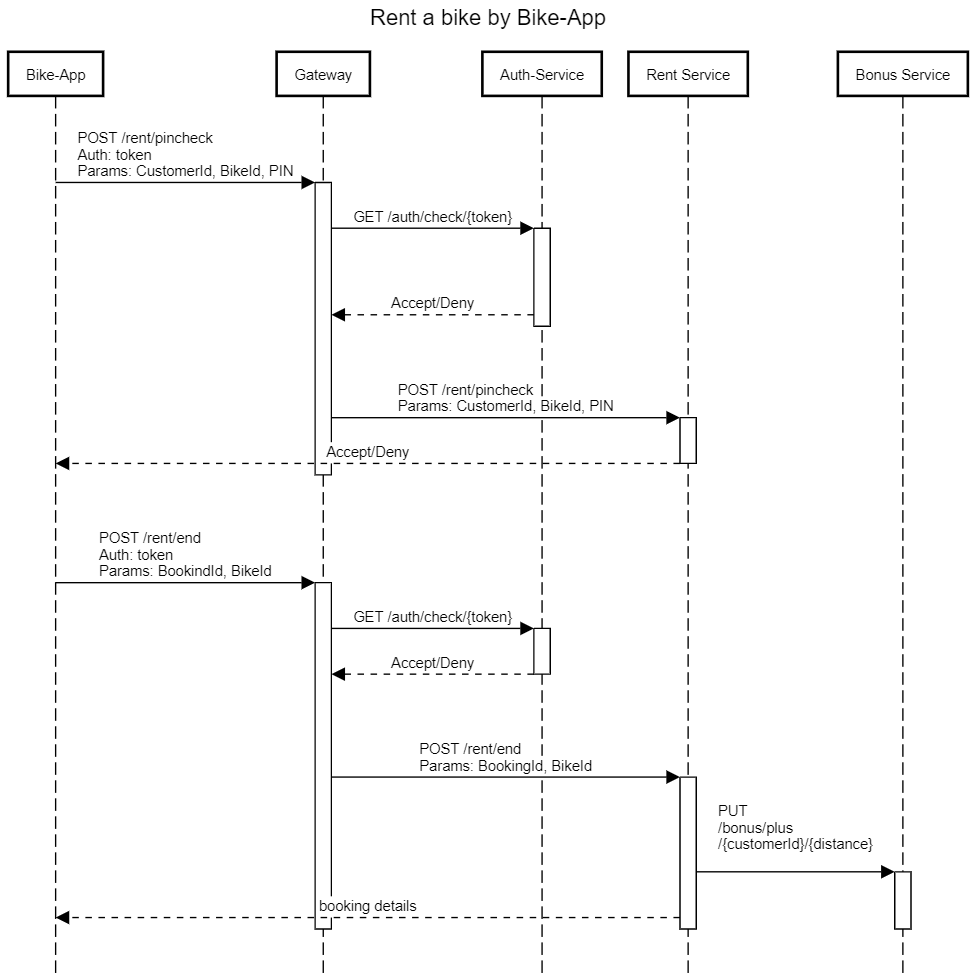 Rent a bike by Bike-App
Bike-App
Gateway
Auth-Service
Rent Service
Bonus Service
POST /rent/pincheck
Auth: token
Params: CustomerId, BikeId, PIN
GET /auth/check/{token}
Accept/Deny
POST /rent/pincheck
Params: CustomerId, BikeId, PIN
Accept/Deny
POST /rent/end
Auth: token
Params: BookindId, BikeId
GET /auth/check/{token}
Accept/Deny
POST /rent/end
Params: BookingId, BikeId
PUT
/bonus/plus
/{customerId}/{distance}
booking details